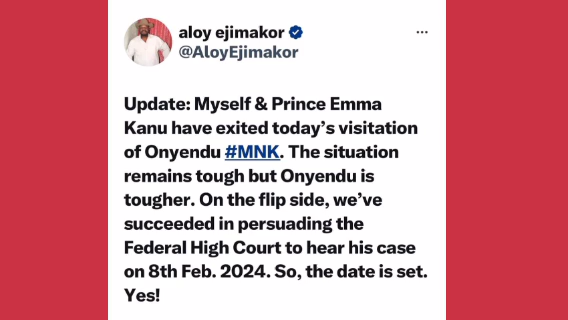 aloy ejimakor
@AloyEjimakor
Update: Myself & Prince Emma
Kanu have exited today's visitation
of Onyendu #MNK. The situation
remains tough but Onyendu is
tougher. On the flip side, we've
succeeded in persuading the
Federal High Court to hear his case
on 8th Feb. 2024. So, the date is set.
Yes!